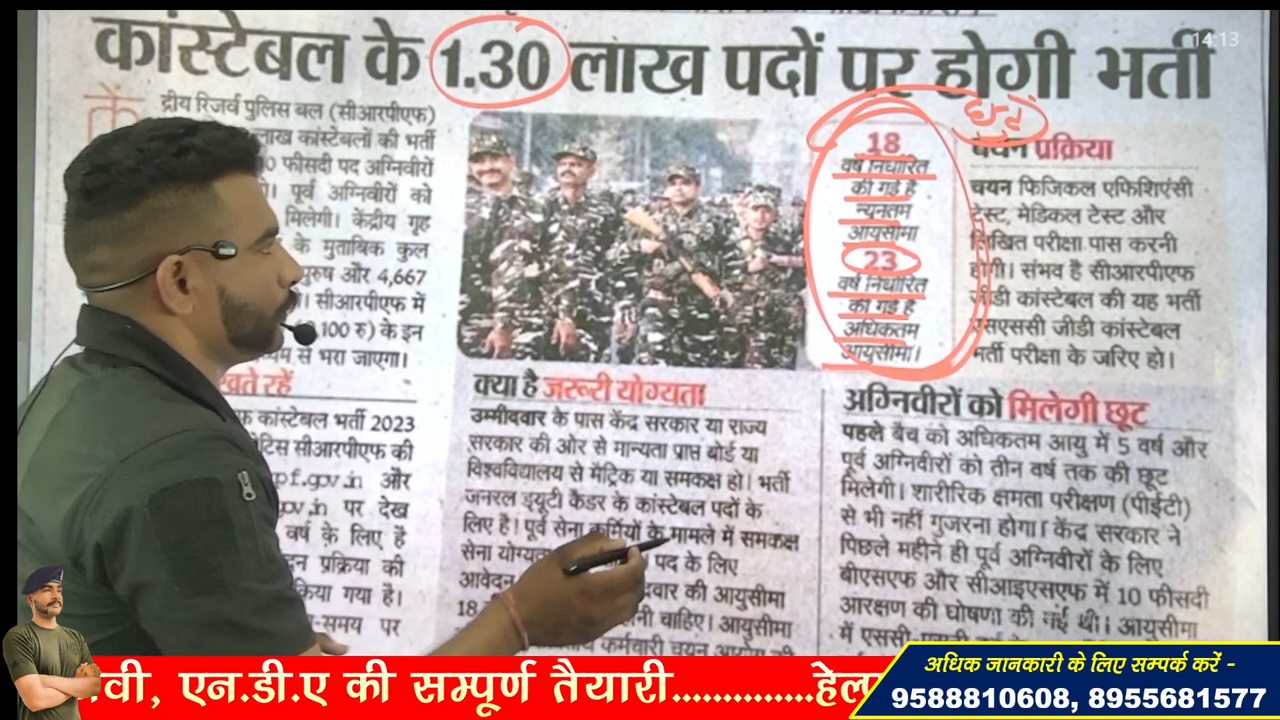 कांस्टेबल के 1.30 लाख पदों पर होगी भर्ती
14:13
कें
द्रीय रिजर्व पुलिस बल (सीआरपीएफ)
लाख कांस्टेबलों की भर्ती
फीसदी पद अग्निवीरों
पूर्व अग्निवीरों को
मिलेगी। केंद्रीय गृह
के मुताबिक कुल
पुरुष और 4,667
। सीआरपीएफ में
100 रु) के इन
से भरा जाएगा।
छूट
18
वर्ष निर्धारित
की गई है
न्यूनतम
आयुसीमा
23
वर्ष निर्धारित
की गई है
अधिकतम
आयुसीमा।
चयन प्रक्रिया
चयन फिजिकल एफिशिएंसी
टेस्ट, मेडिकल टेस्ट और
लिखित परीक्षा पास करनी
होगी। संभव है सीआरपीएफ
जीडी कांस्टेबल की यह भर्ती
एसएससी जीडी कांस्टेबल
भर्ती परीक्षा के जरिए हो।
रहें
कांस्टेबल भर्ती 2023
सीआरपीएफ की
pf.gov.in और
ov.in पर देख
वर्ष के लिए है
प्रक्रिया की
किया गया है।
समय पर
क्या है जरूरी योग्यता
उम्मीदवार के पास केंद्र सरकार या राज्य
सरकार की ओर से मान्यता प्राप्त बोर्ड या
विश्वविद्यालय से मैट्रिक या समकक्ष हो। भर्ती
जनरल ड्यूटी कैडर के कांस्टेबल पदों के
लिए है। पूर्व सेना कर्मियों के मामले में समकक्ष
सेना पद के लिए
आवेदन की आयुसीमा
18 चाहिए। आयुसीमा
कर्मचारी चयन आयोग की
अग्निवीरों को मिलेगी छूट
पहले बैच को अधिकतम आयु में 5 वर्ष और
पूर्व अग्निवीरों को तीन वर्ष तक की छूट
मिलेगी। शारीरिक क्षमता परीक्षण (पीईटी)
से भी नहीं गुजरना होगा। केंद्र सरकार ने
पिछले महीने ही पूर्व अग्निवीरों के लिए
बीएसएफ और सीआइएसएफ में 10 फीसदी
आरक्षण की घोषणा की गई थी। आयुसीमा
में एससी
वी, एन.डी.ए की सम्पूर्ण तैयारी..............हेल
अधिक जानकारी के लिए सम्पर्क करें -
9588810608, 8955681577